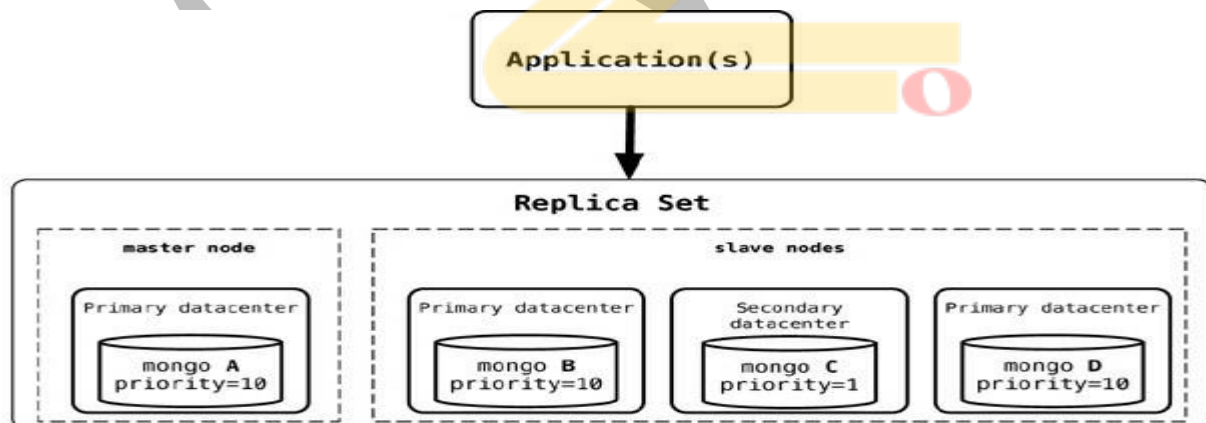 Application(s)
Replica Set
master node
Primary datacenter
mongo A
priority=10
slave nodes
Primary datacenter
mongo B
priority=10
Secondary
datacenter
mongo C
priority=1
Primary datacenter
mongo D
priority=10